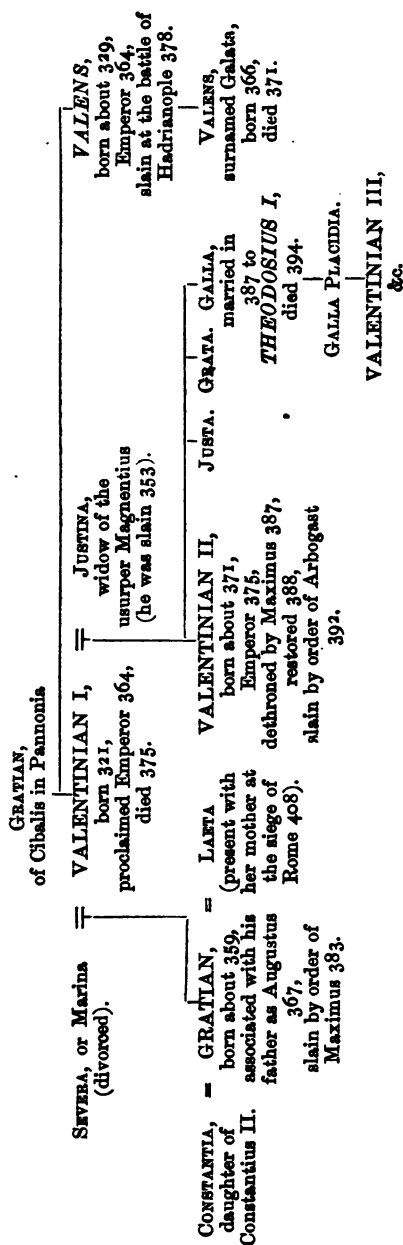 GRATIAN,
of Cibalis in Pannonia
SEVERA, or Marina
(divorced).
=
VALENTINIAN I,
born 321,
proclaimed Emperor 364,
died 375.
=
JUSTINA,
widow of the
usurper Magnentius
(he was slain 353).
VALENS,
born about 329,
Emperor 364,
slain at the battle of
Hadrianople 378.
CONSTANTIA,
daughter of
Constantius II.
=
GRATIAN,
born about 359,
associated with his
father as Augustus
367,
slain by order of
Maximus 383.
=
LAETA
(present with
her mother at
the siege of
Rome 408).
VALENTINIAN II,
born about 371,
Emperor 375,
dethroned by Maximus 387,
restored 388,
slain by order of Arbogast
392.
JUSTA.
GRATA.
GALLA,
married in
387 to
THEODOSIUS I,
died 394.
GALLA PLACIDIA.
VALENTINIAN III,
&c.
VALENS,
surnamed Galata,
born 366,
died 371.